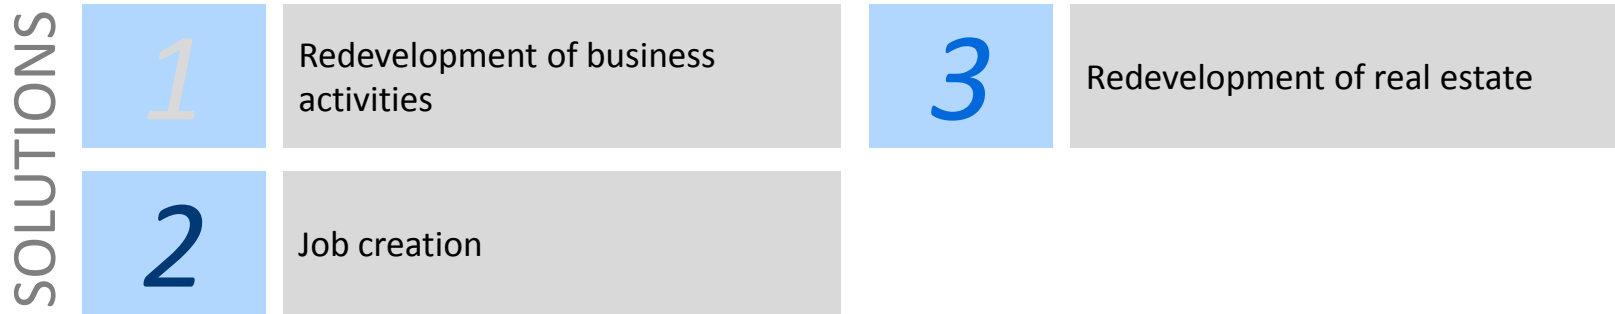 SOLUTIONS
1
Redevelopment of business
activities
2
Job creation
3
Redevelopment of real estate